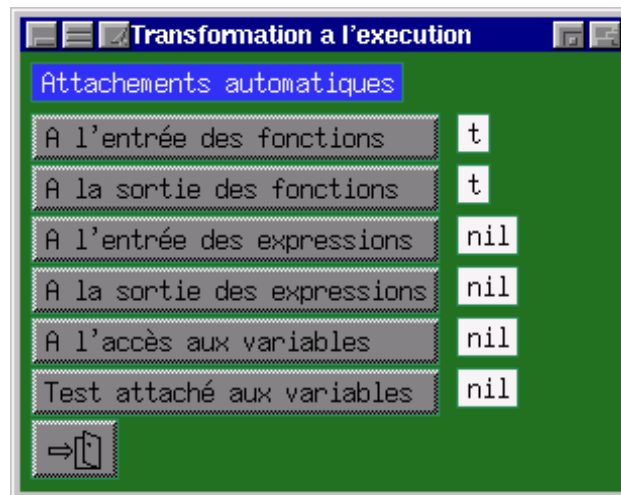 Transformation a l'execution
Attachements automatiques
A l'entrée des fonctions t
A la sortie des fonctions t
A l'entrée des expressions nil
A la sortie des expressions nil
A l'accès aux variables nil
Test attaché aux variables nil